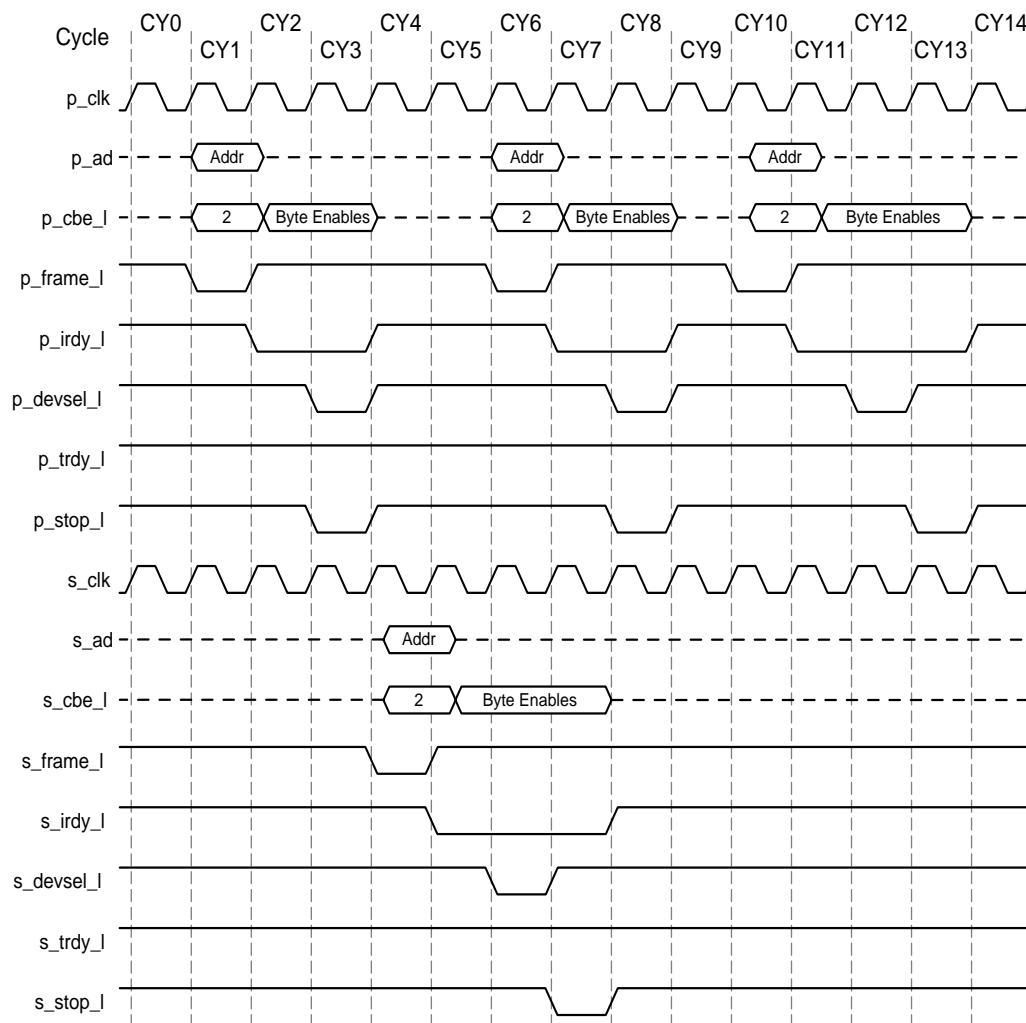 CY0 CY2 CY4 CY6 CY8 CY10 CY12 CY14
Cycle
CY1 CY3 CY5 CY7 CY9 CY11 CY13
p_clk
p_ad Addr Addr Addr
p_cbe_l 2 Byte Enables 2 Byte Enables 2 Byte Enables
p_frame_l
p_irdy_l
p_devsel_l
p_trdy_l
p_stop_l
s_clk
s_ad Addr
s_cbe_l 2 Byte Enables
s_frame_l
s_irdy_l
s_devsel_l
s_trdy_l
s_stop_l